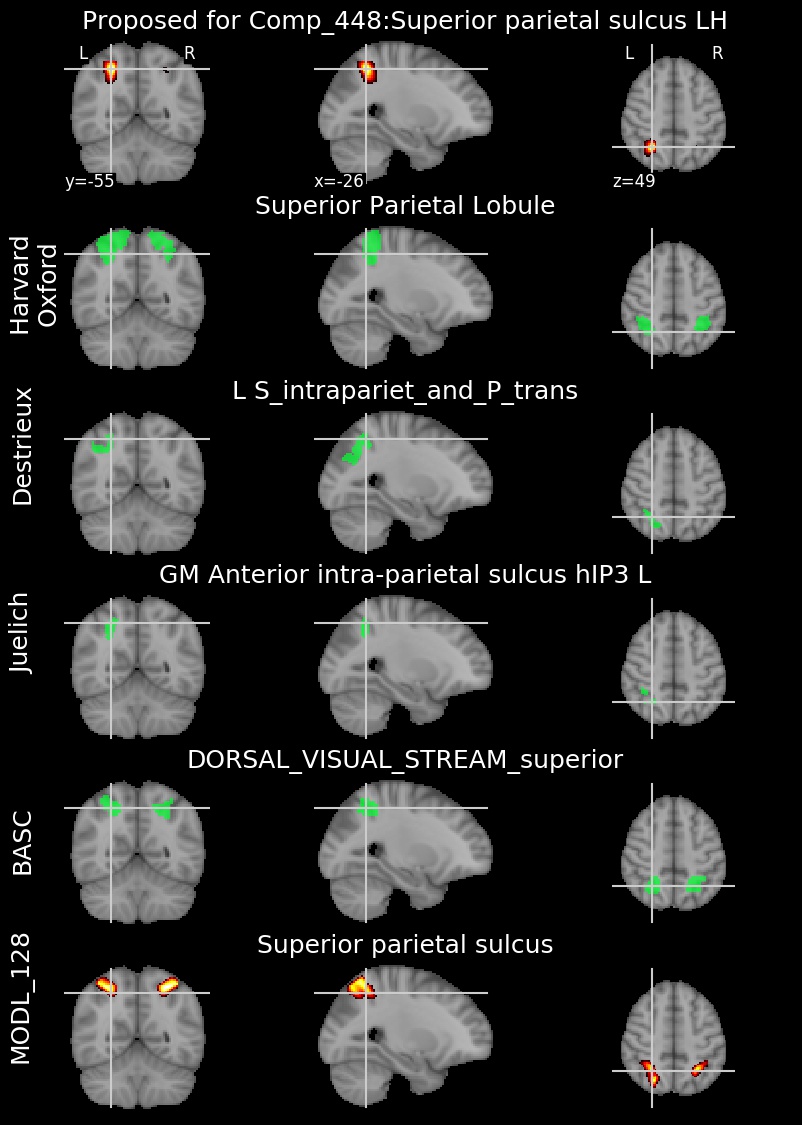 Proposed for Comp_448:Superior parietal sulcus LH
L R
L R
y=-55
x=-26
z=49
Superior Parietal Lobule
Harvard
Oxford
L S_intrapariet_and_P_trans
Destrieux
GM Anterior intra-parietal sulcus hIP3 L
Juelich
DORSAL_VISUAL_STREAM_superior
BASC
Superior parietal sulcus
MODL_128